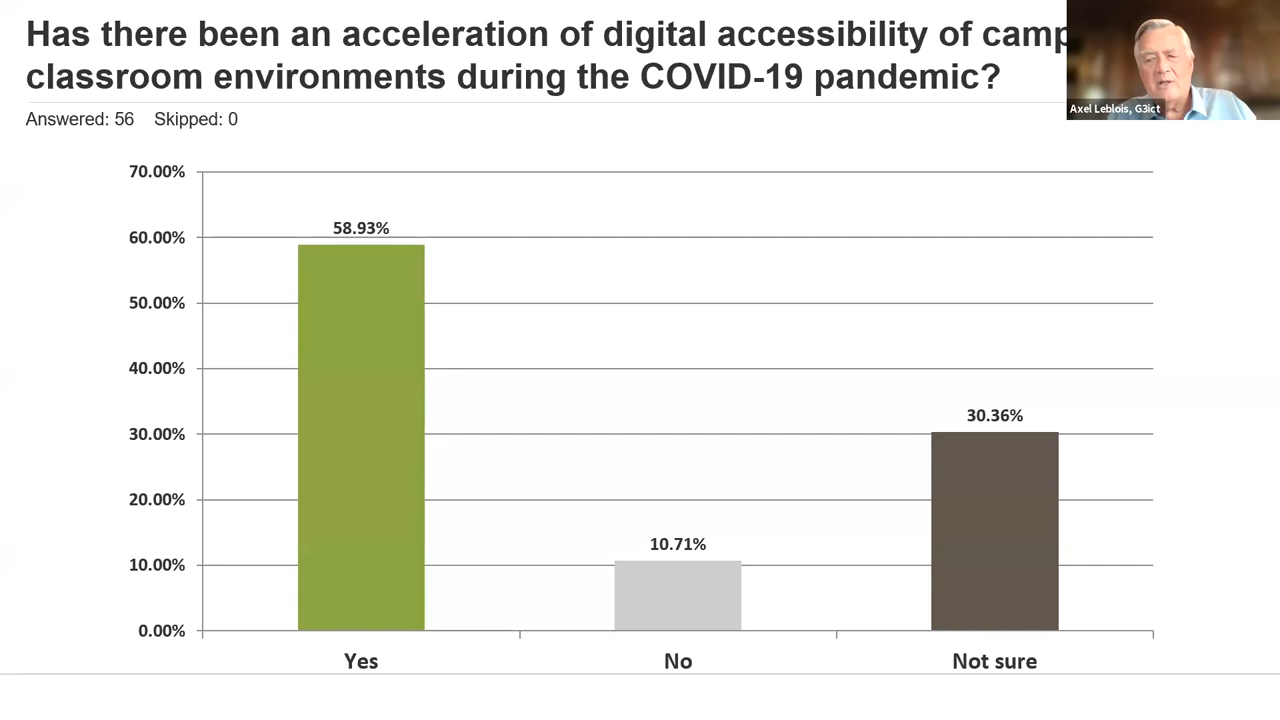 Has there been an acceleration of digital accessibility of
classroom environments during the COVID-19 pandemic?
Answered: 56 Skipped: 0
Axel Leblois, G3ict
70.00%
60.00%
50.00%
40.00%
30.00%
20.00%
10.00%
0.00%
58.93%
10.71%
30.36%
Yes
No
Not sure